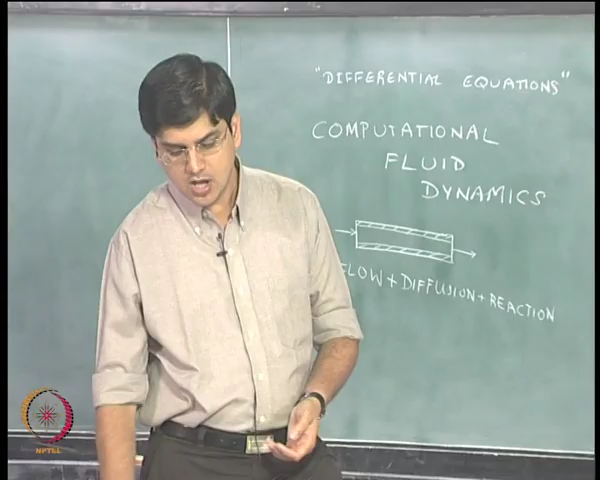 "DIFFERENTIAL EQUATIONS"
COMPUTATIONAL
FLUID
DYNAMICS
FLOW + DIFFUSION + REACTION
NPTEL